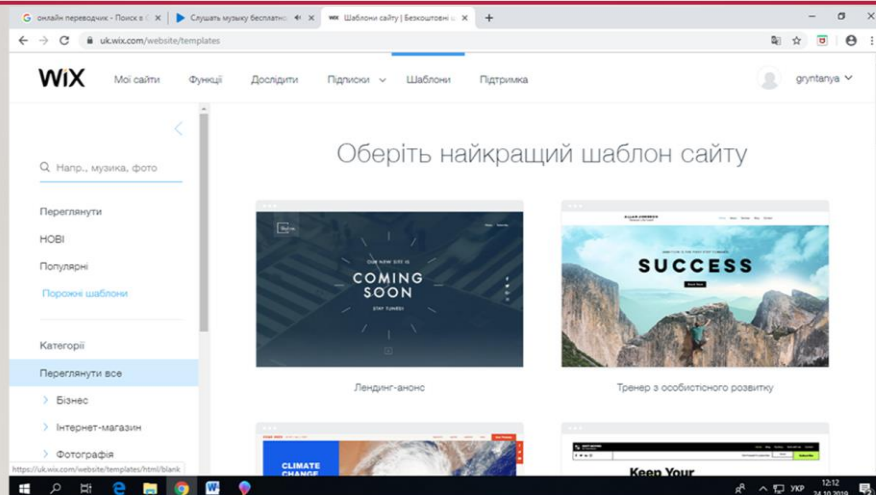 онлайн переводчик - Поиск в G
Слушать музыку бесплатно
WIX Шаблони сайту | Безкоштовні ш
uk.wix.com/website/templates
WiX
Мої сайти
Функції
Дослідити
Підписки
Шаблони
Підтримка
gryntanya
Напр., музика, фото
Переглянути
НОВІ
Популярні
Порожні шаблони
Категорії
Переглянути все
Бізнес
Інтернет-магазин
Фотографія
Оберіть найкращий шаблон сайту
OUR NEW SITE IS
COMING
SOON
STAY TUNED!
Лендинг-анонс
SUCCESS
Тренер з особистісного розвитку
CLIMATE
CHANGE
Keep Your
https://uk.wix.com/website/templates/html/blank
УКР
12:12
24.10.2019